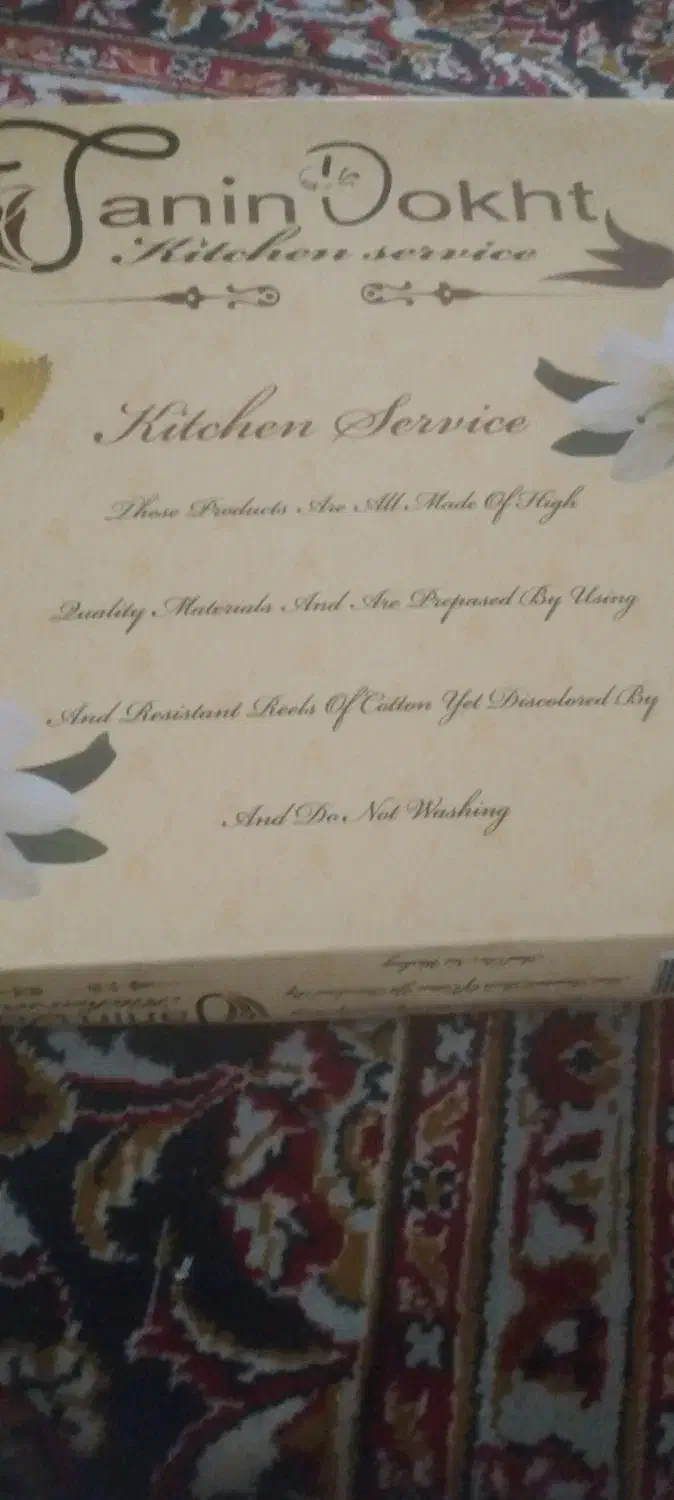 Tanin Dokht
Kitchen service
Kitchen Service
These Products Are All Made Of High
Quality Materials And Are Prepased By Using
And Resistant Reels Of Cotton Yet Discolored By
And Do Not Washing